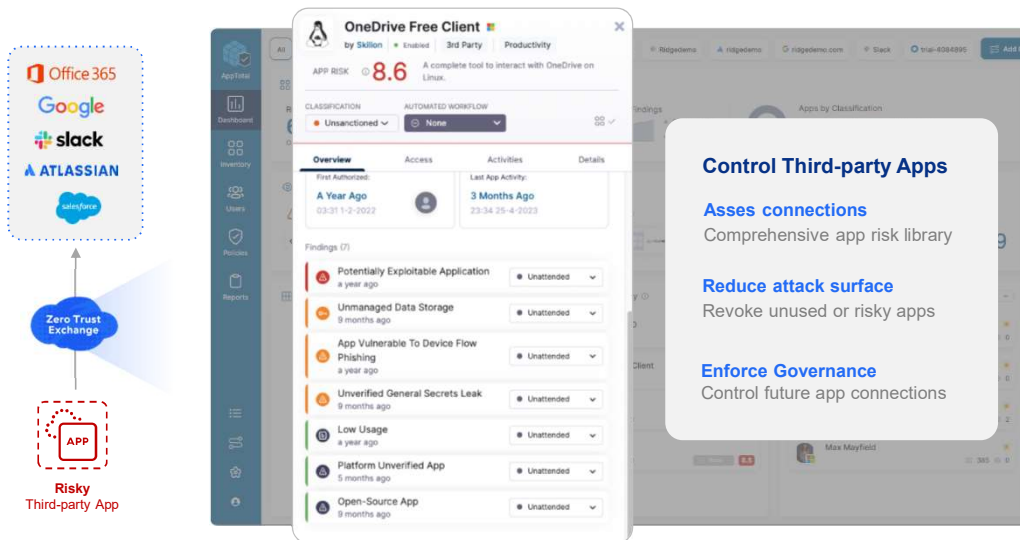 Office 365
Google
slack
ATLASSIAN
salesforce
Zero Trust
Exchange
APP
Risky
Third-party App
AppTotal
Dashboard
Inventory
Users
Policies
Reports
All
OneDrive Free Client
by Skilion
Enabled
3rd Party
Productivity
APP RISK
8.6
A complete tool to interact with OneDrive on
Linux.
CLASSIFICATION
AUTOMATED WORKFLOW
Unsanctioned
None
Overview
Access
Activities
Details
First Authorized:
A Year Ago
03:31 1-2-2022
Last App Activity:
3 Months Ago
23:34 25-4-2023
Findings (7)
Potentially Exploitable Application
a year ago
Unattended
Unmanaged Data Storage
9 months ago
Unattended
App Vulnerable To Device Flow
Phishing
a year ago
Unattended
Unverified General Secrets Leak
9 months ago
Unattended
Low Usage
a year ago
Unattended
Platform Unverified App
5 months ago
Unattended
Open-Source App
9 months ago
Unattended
Ridgedemo
ridgedemo
ridgedemo.com
Slack
trial-4084895
Add
Findings
Apps by Classification
Client
Control Third-party Apps
Asses connections
Comprehensive app risk library
Reduce attack surface
Revoke unused or risky apps
Enforce Governance
Control future app connections
9
Max Mayfield
385
0
8.6